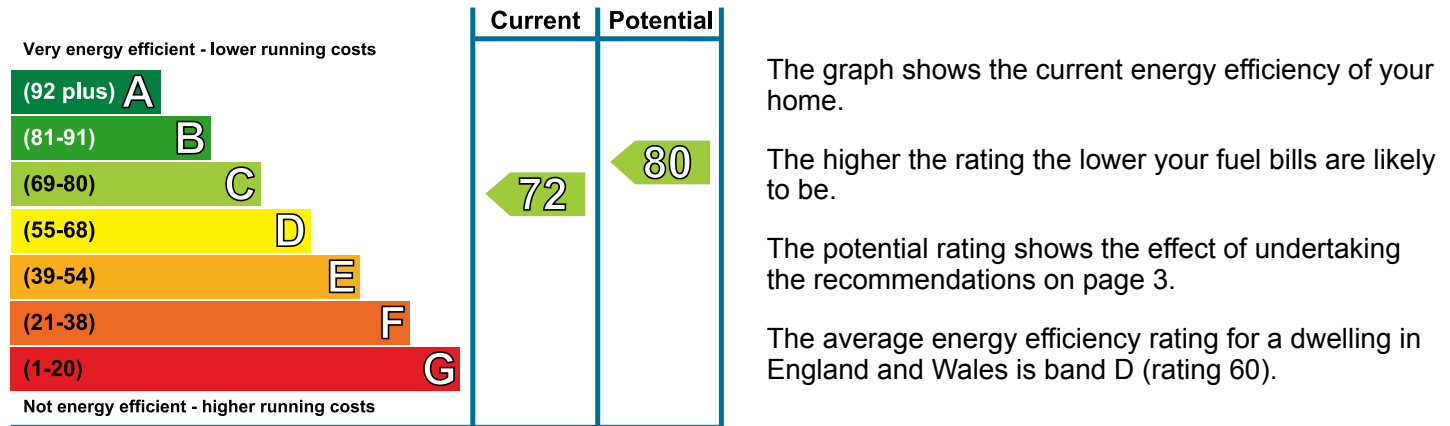 Current Potential
Very energy efficient - lower running costs
(92 plus) A
(81-91) B
(69-80) C
(55-68) D
(39-54) E
(21-38) F
(1-20) G
Not energy efficient - higher running costs
72
80
The graph shows the current energy efficiency of your
home.
The higher the rating the lower your fuel bills are likely
to be.
The potential rating shows the effect of undertaking
the recommendations on page 3.
The average energy efficiency rating for a dwelling in
England and Wales is band D (rating 60).